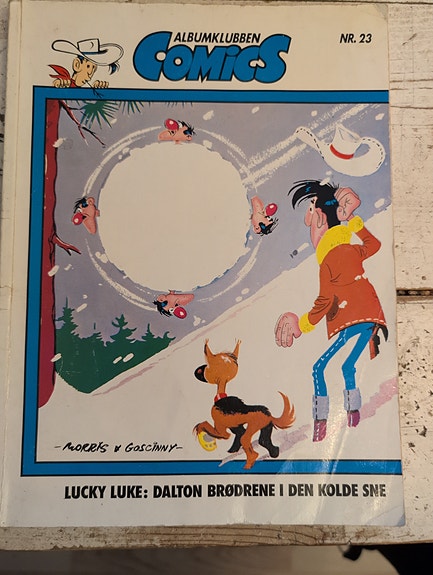 ALBUMKLUBBEN
COMICS
NR. 23
-MORRIS & GOSCINNY-
LUCKY LUKE: DALTON BRØDRENE I DEN KOLDE SNE